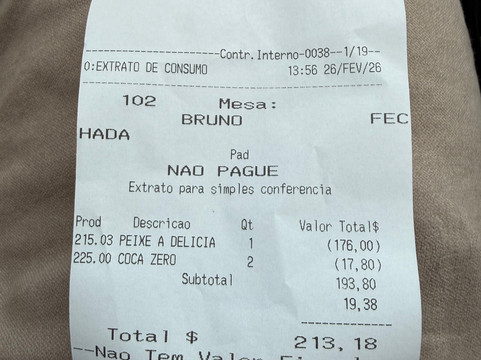 ----------------------Contr.Interno-0038--1/19--
0:EXTRATO DE CONSUMO 13:56 26/FEV/26
102 Mesa:
BRUNO FEC
HADA
Pad
NAO PAGUE
Extrato para simples conferencia
Prod Descricao Qt Valor Total$
215.03 PEIXE A DELICIA 1 (176,00)
225.00 COCA ZERO 2 (17,80)
Subtotal 193,80
19,38
Total $ 213,18
--Nao Tem Valor